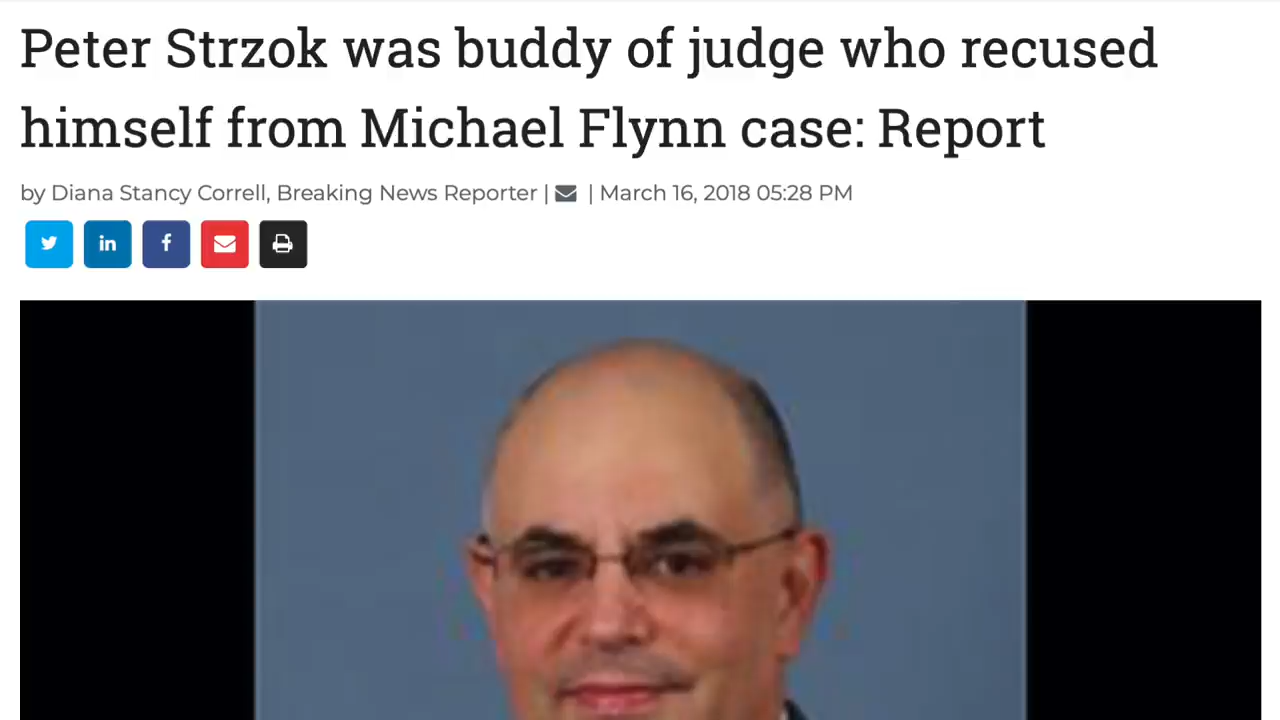 Peter Strzok was buddy of judge who recused
himself from Michael Flynn case: Report
by Diana Stancy Correll, Breaking News Reporter | | March 16, 2018 05:28 PM
in f